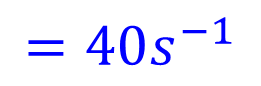 = 40s⁻¹